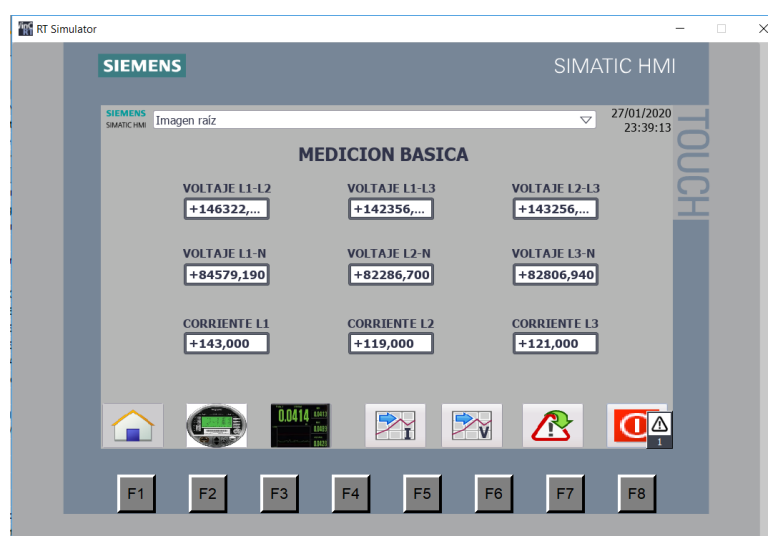 RT Simulator
SIEMENS
SIMATIC HMI
SIEMENS
SIMATIC HMI
Imagen raíz
27/01/2020
23:39:13
TOUCH
MEDICION BASICA
VOLTAJE L1-L2 VOLTAJE L1-L3 VOLTAJE L2-L3
+146322,... +142356,... +143256,...
VOLTAJE L1-N VOLTAJE L2-N VOLTAJE L3-N
+84579,190 +82286,700 +82806,940
CORRIENTE L1 CORRIENTE L2 CORRIENTE L3
+143,000 +119,000 +121,000
0.0414
I
V
1
F1 F2 F3 F4 F5 F6 F7 F8